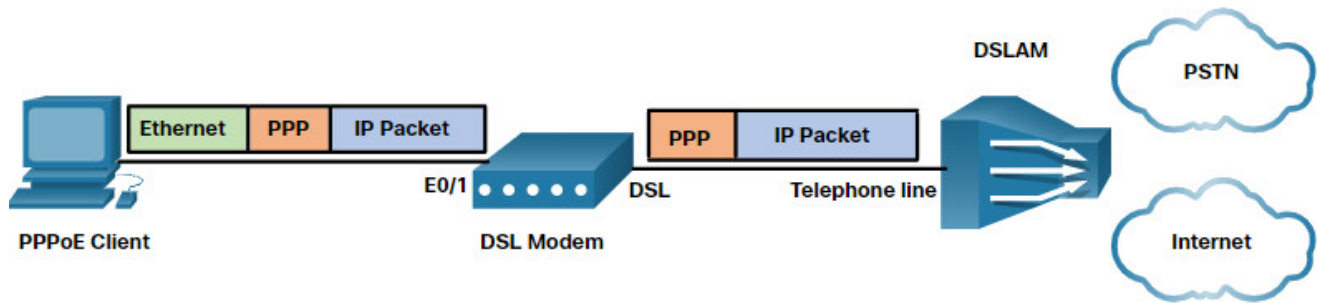 DSLAM
PSTN
Ethernet PPP IP Packet
PPP IP Packet
E0/1
DSL
Telephone line
PPPoE Client
DSL Modem
Internet